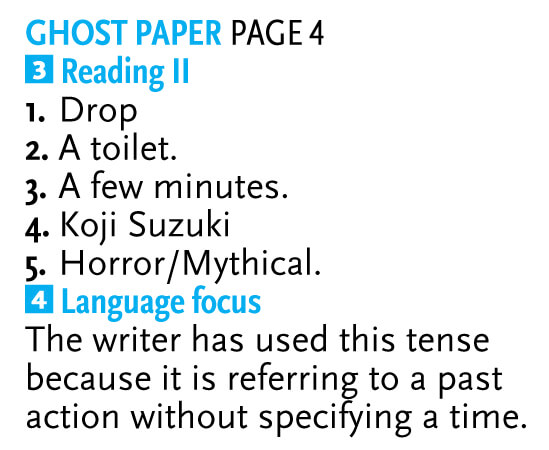 GHOST PAPER PAGE 4
3 Reading II
1. Drop
2. A toilet.
3. A few minutes.
4. Koji Suzuki
5. Horror/Mythical.
4 Language focus
The writer has used this tense
because it is referring to a past
action without specifying a time.